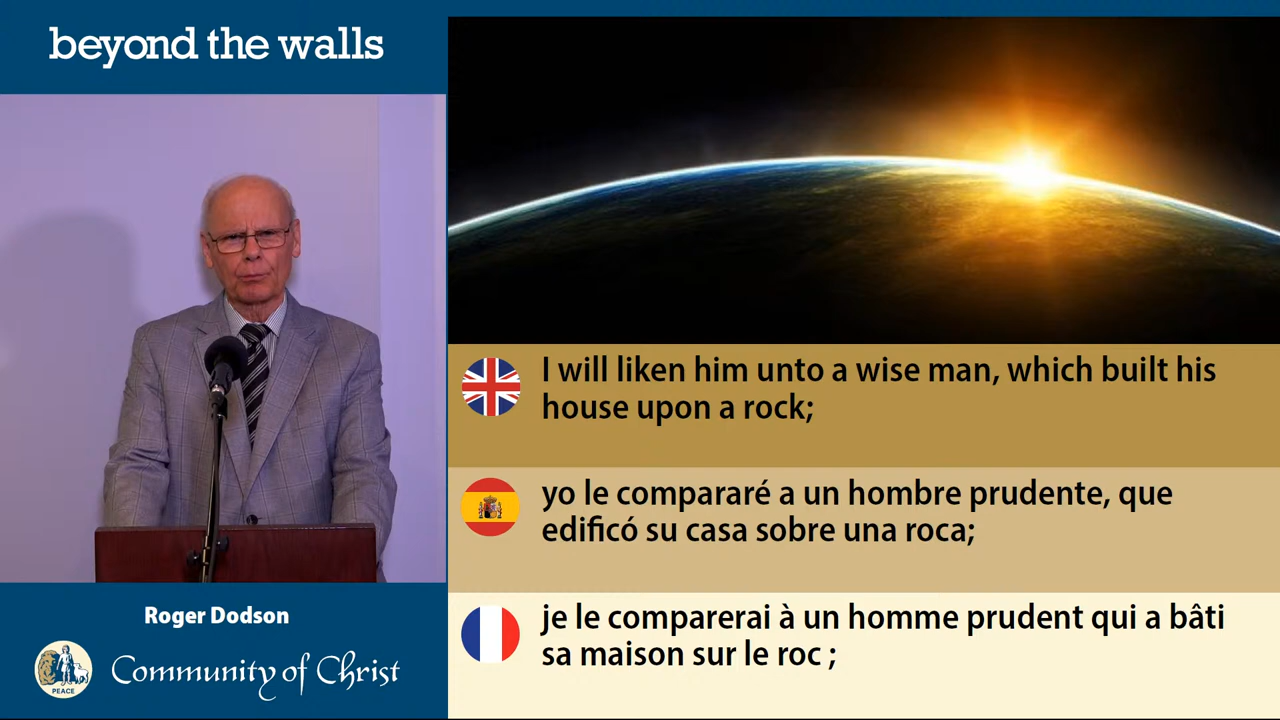 beyond the walls
I will liken him unto a wise man, which built his
house upon a rock;
yo le compararé a un hombre prudente, que
edificó su casa sobre una roca;
je le comparerai à un homme prudent qui a bâti
sa maison sur le roc ;
Roger Dodson
PEACE
Community of Christ